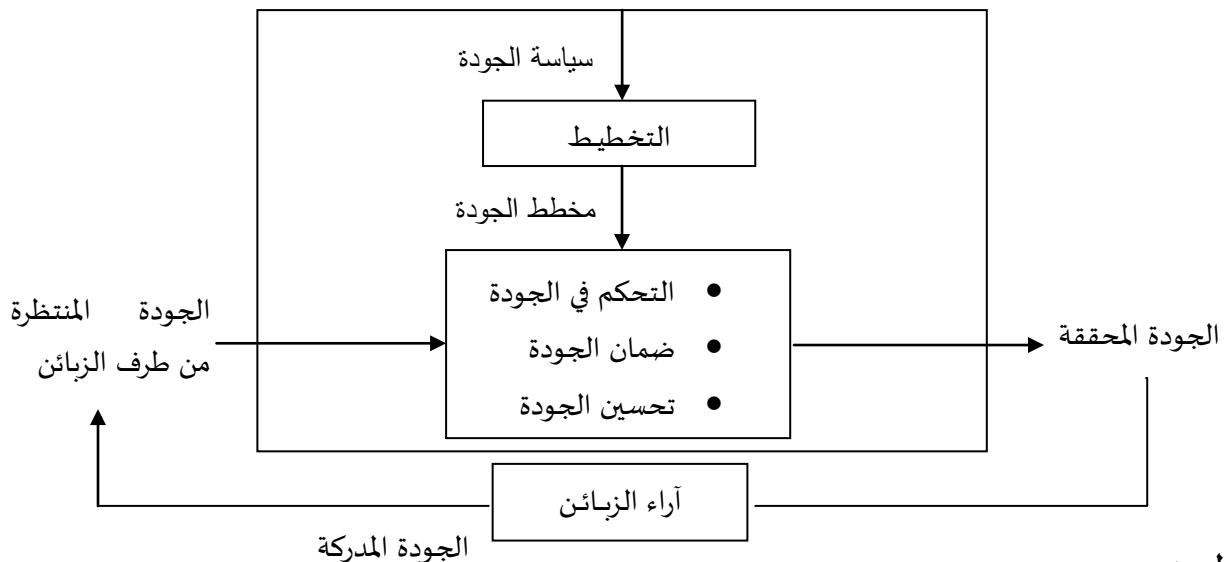 سياسة الجودة
التخطيط
مخطط الجودة
التحكم في الجودة
ضمان الجودة
تحسين الجودة
الجودة المنتظرة
من طرف الزبائن
الجودة المحققة
آراء الزبائن
الجودة المدركة